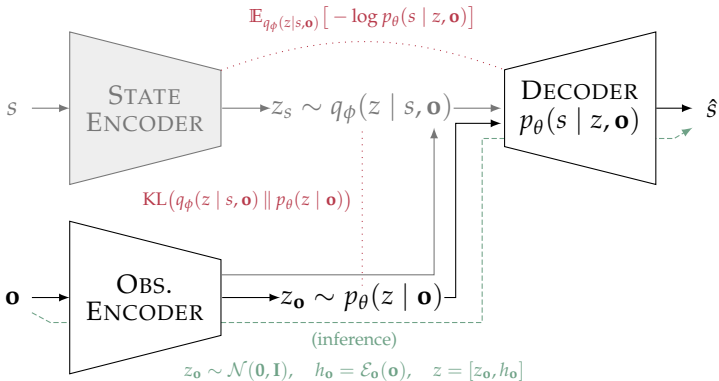 𝔼_{q_ϕ(z|s,𝐨)}[ − log p_θ(s | z, 𝐨)]
s
STATE
ENCODER
z_s ∼ q_ϕ(z | s, 𝐨)
DECODER
p_θ(s | z, 𝐨)
ŝ
KL(q_ϕ(z | s, 𝐨) ∥ p_θ(z | 𝐨))
𝐨
OBS.
ENCODER
z_𝐨 ∼ p_θ(z | 𝐨)
(inference)
z_𝐨 ∼ 𝒩(𝟎, 𝐈), h_𝐨 = ℰ_𝐨(𝐨), z = [z_𝐨, h_𝐨]